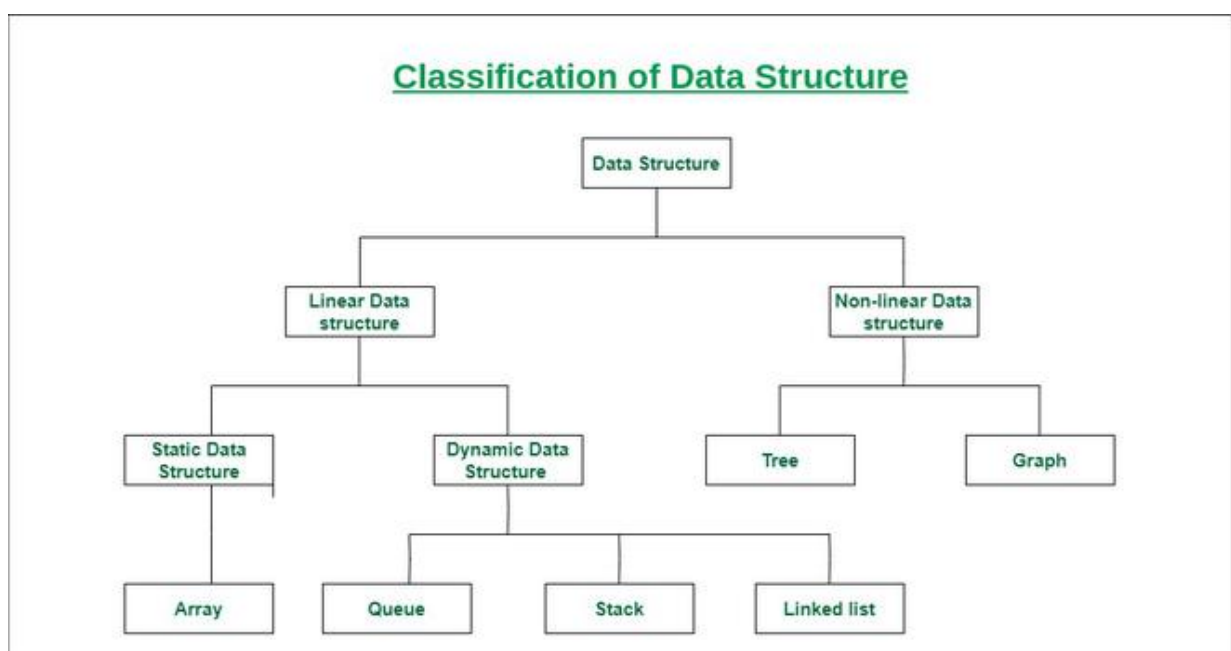 Classification of Data Structure
Data Structure
Linear Data
structure
Non-linear Data
structure
Static Data
Structure
Dynamic Data
Structure
Tree
Graph
Array
Queue
Stack
Linked list